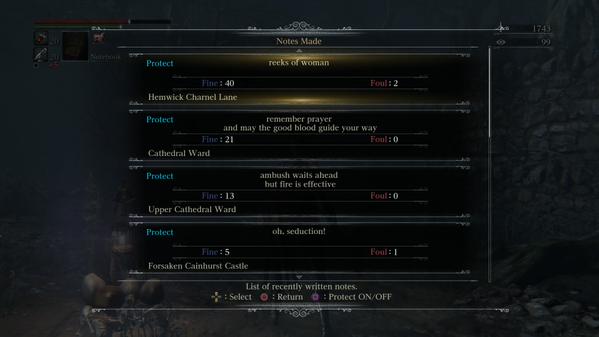 1743
99
20
Notebook
Notes Made
Protect
reeks of woman
Fine : 40
Foul : 2
Hemwick Charnel Lane
Protect
remember prayer
and may the good blood guide your way
Fine : 21
Foul : 0
Cathedral Ward
Protect
ambush waits ahead
but fire is effective
Fine : 13
Foul : 0
Upper Cathedral Ward
Protect
oh, seduction!
Fine : 5
Foul : 1
Forsaken Cainhurst Castle
List of recently written notes.
: Select : Return : Protect ON/OFF